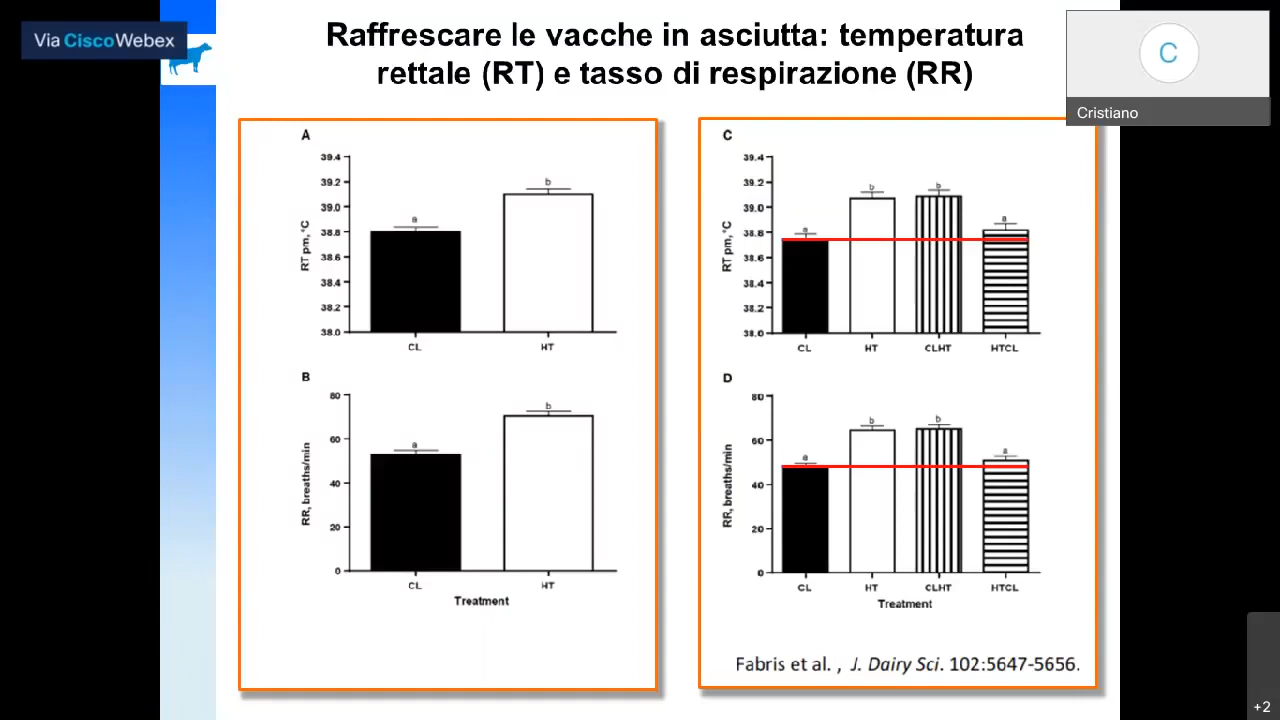 Via Cisco Webex
Raffrescare le vacche in asciutta: temperatura
rettale (RT) e tasso di respirazione (RR)
C
Cristiano
A
39.4
39.2
39.0
38.8
38.6
38.4
38.2
38.0
RT pm, °C
a
b
CL
HT
B
80
60
40
20
0
RR, breaths/min
a
b
CL
HT
Treatment
C
39.4
39.2
39.0
38.8
38.6
38.4
38.2
38.0
RT pm, °C
a
b
b
a
CL
HT
CLHT
HTCL
D
80
60
40
20
0
RR, breaths/min
a
b
b
a
CL
HT
CLHT
HTCL
Treatment
Fabris et al. , J. Dairy Sci. 102:5647-5656.
+2